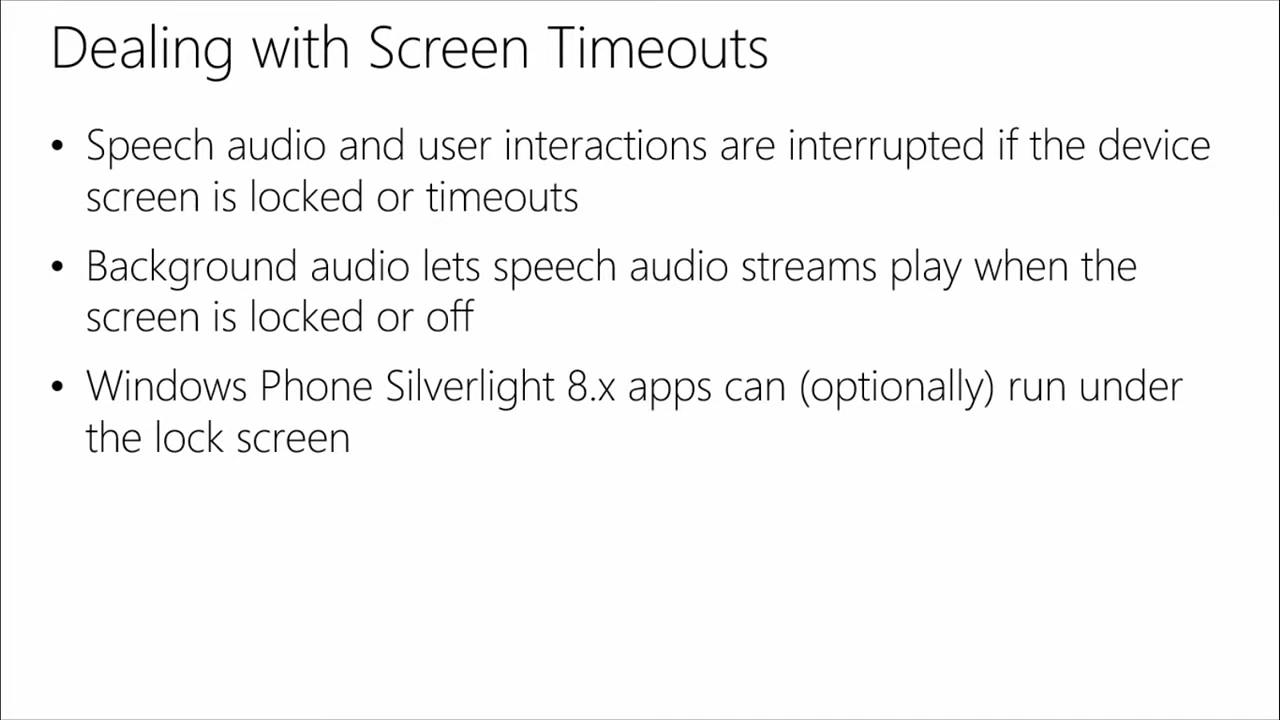 Dealing with Screen Timeouts
• Speech audio and user interactions are interrupted if the device
screen is locked or timeouts
• Background audio lets speech audio streams play when the
screen is locked or off
• Windows Phone Silverlight 8.x apps can (optionally) run under
the lock screen